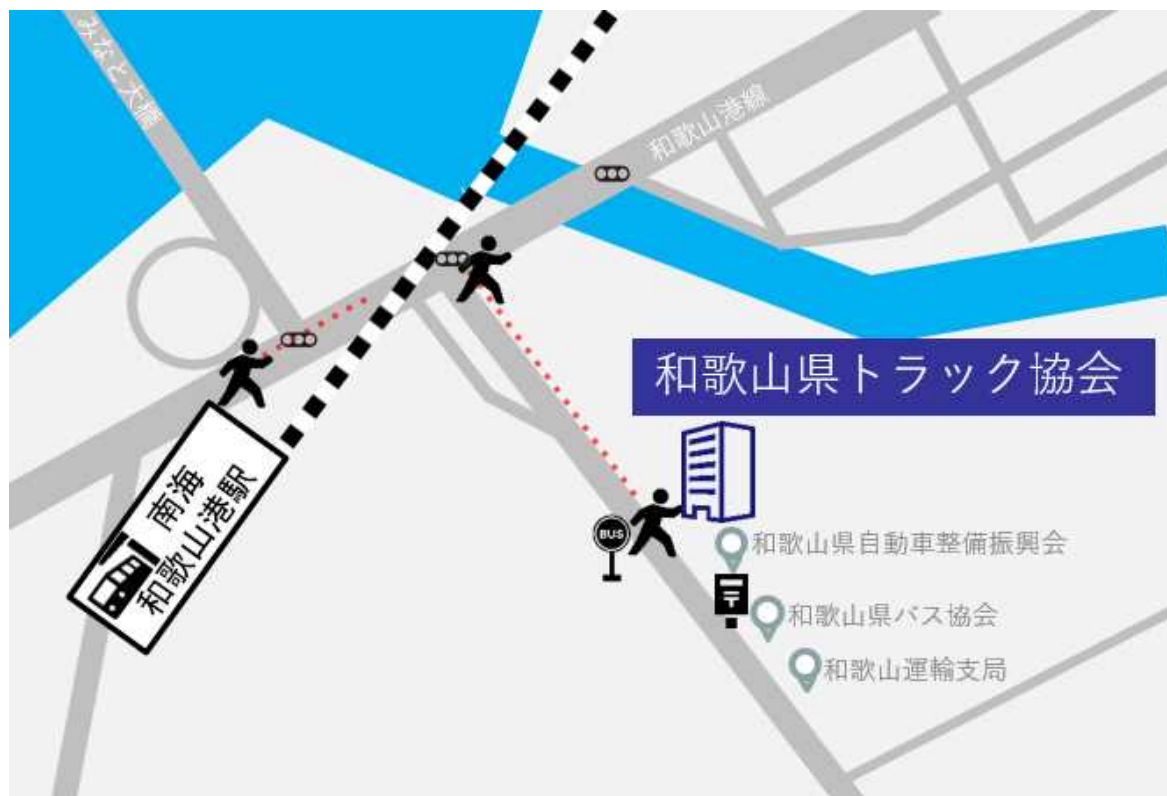 みなと大橋
和歌山港線
和歌山県トラック協会
南海
和歌山港駅
BUS
和歌山県自動車整備振興会
〒
和歌山県バス協会
和歌山運輸支局